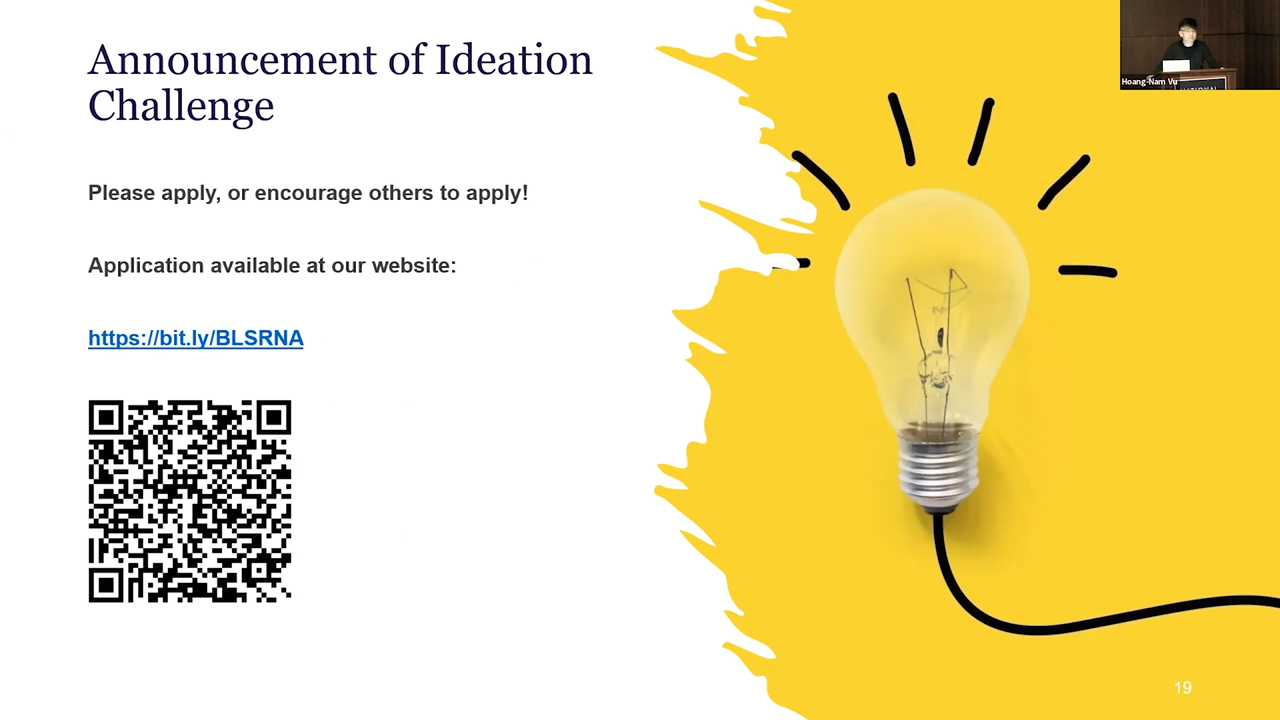 Announcement of Ideation
Challenge
Please apply, or encourage others to apply!
Application available at our website:
https://bit.ly/BLSRNA
Hoang-Nam Vu
NATIONAL
19